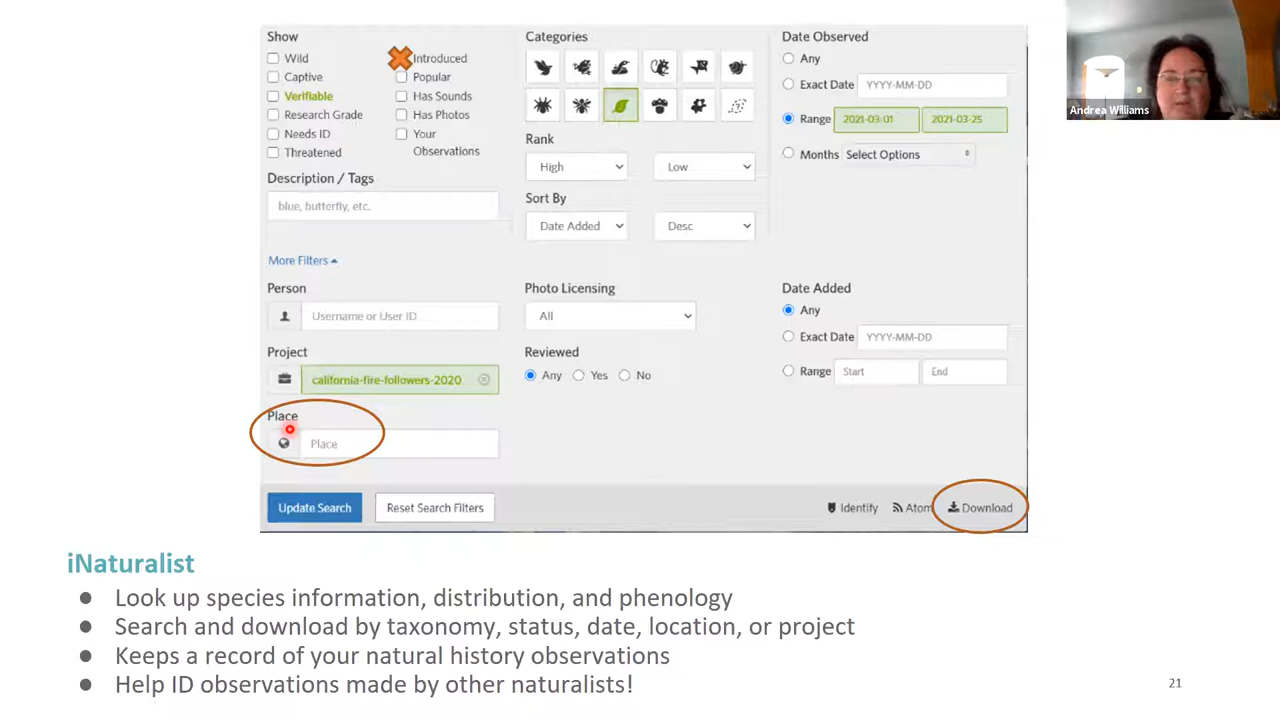 Show
Wild
Captive
Verifiable
Research Grade
Needs ID
Threatened
Introduced
Popular
Has Sounds
Has Photos
Your
Observations
Description / Tags
blue, butterfly, etc.
More Filters
Person
Username or User ID
Project
california-fire-followers-2020
Place
Place
Categories
Rank
High
Low
Sort By
Date Added
Desc
Photo Licensing
All
Reviewed
Any Yes No
Date Observed
Any
Exact Date YYYY-MM-DD
Range 2021-03-01 2021-03-25
Months Select Options
Date Added
Any
Exact Date YYYY-MM-DD
Range Start End
Update Search Reset Search Filters Identify Atom Download
Andrea Williams
iNaturalist
● Look up species information, distribution, and phenology
● Search and download by taxonomy, status, date, location, or project
● Keeps a record of your natural history observations
● Help ID observations made by other naturalists!
21